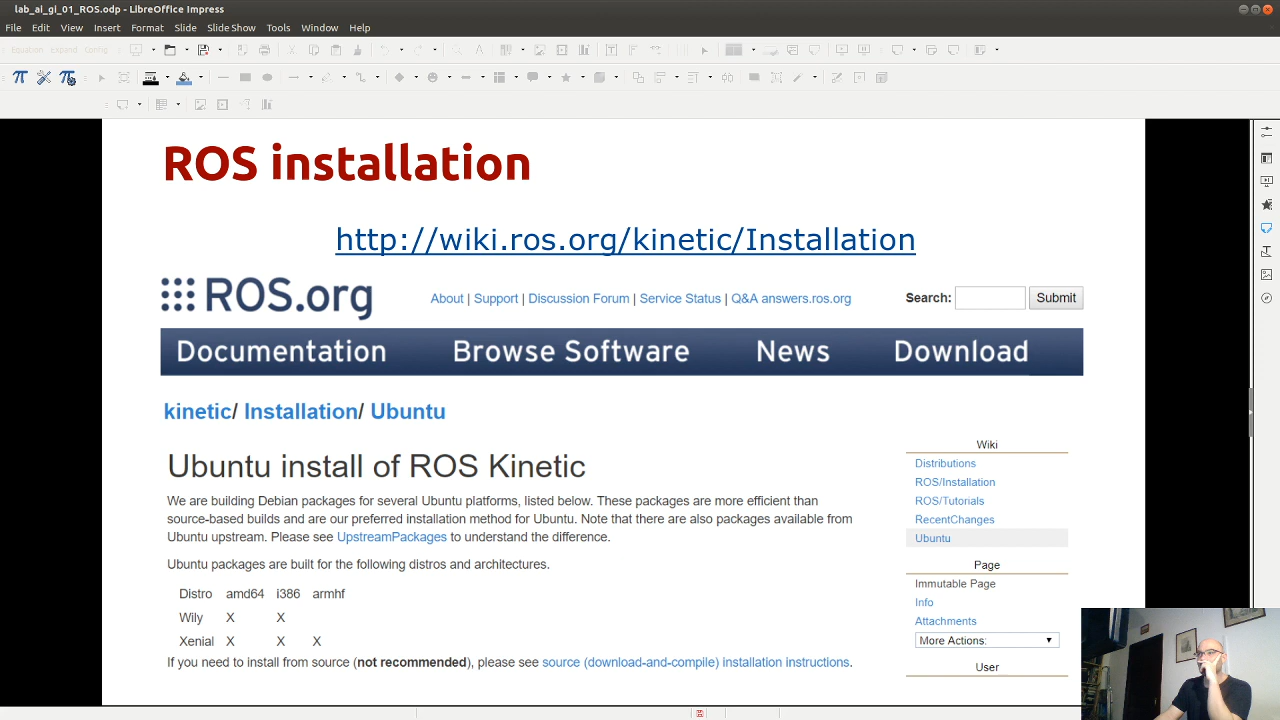 lab_al_gl_01_ROS.odp - LibreOffice Impress
File Edit View Insert Format Slide Slide Show Tools Window Help
Equation Expand Config
ROS installation
http://wiki.ros.org/kinetic/Installation
ROS.org
About | Support | Discussion Forum | Service Status | Q&A answers.ros.org
Search: Submit
Documentation Browse Software News Download
kinetic/ Installation/ Ubuntu
Ubuntu install of ROS Kinetic
We are building Debian packages for several Ubuntu platforms, listed below. These packages are more efficient than
source-based builds and are our preferred installation method for Ubuntu. Note that there are also packages available from
Ubuntu upstream. Please see UpstreamPackages to understand the difference.
Ubuntu packages are built for the following distros and architectures.
Distro amd64 i386 armhf
Wily X X
Xenial X X X
If you need to install from source (not recommended), please see source (download-and-compile) installation instructions.
Wiki
Distributions
ROS/Installation
ROS/Tutorials
RecentChanges
Ubuntu
Page
Immutable Page
Info
Attachments
More Actions:
User